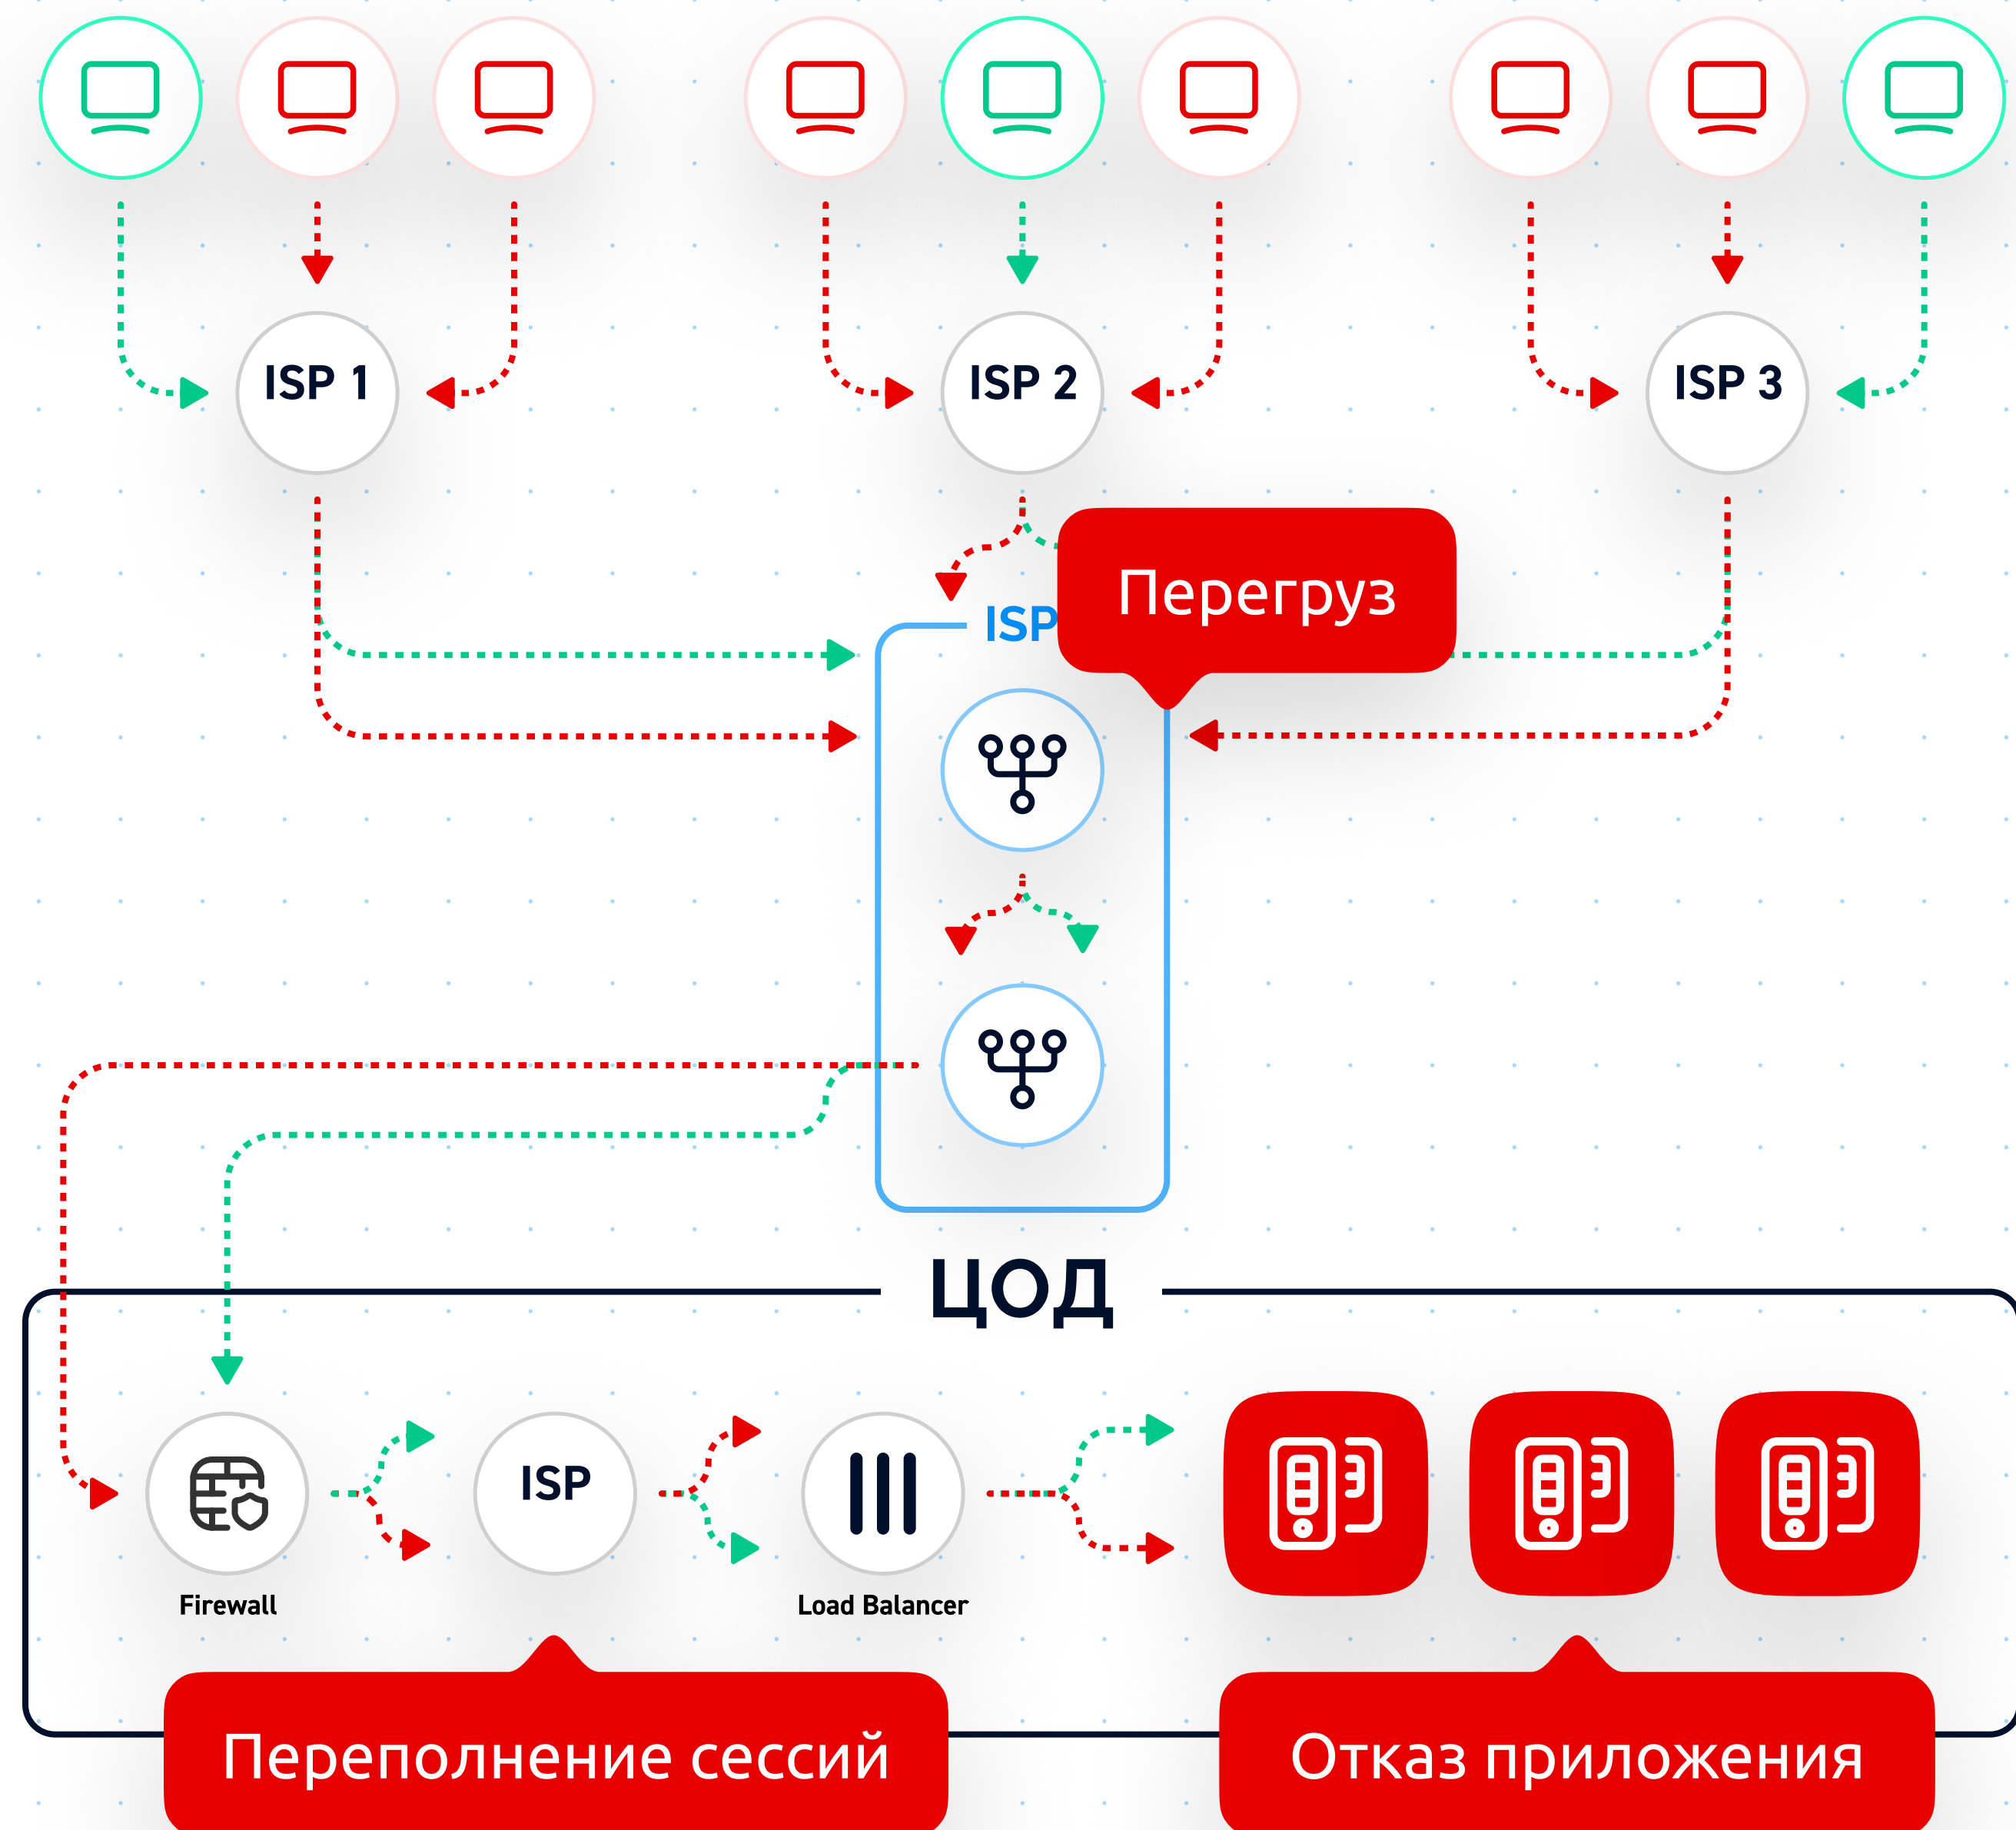 ISP 1
ISP 2
ISP 3
Перегруз
ISP
ЦОД
ISP
Firewall
Load Balancer
Переполнение сессий
Отказ приложения